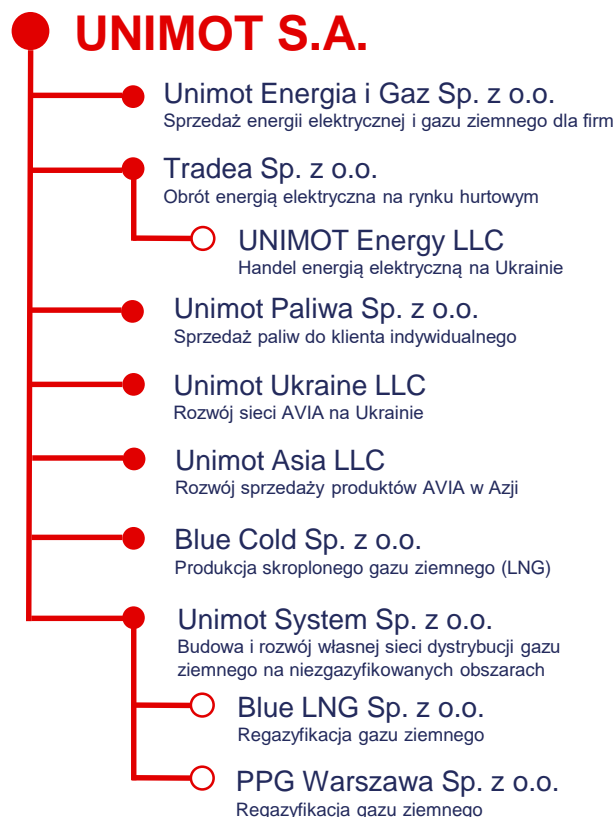 UNIMOT S.A.
Unimot Energia i Gaz Sp. z o.o.
Sprzedaż energii elektrycznej i gazu ziemnego dla firm
Tradea Sp. z o.o.
Obrót energią elektryczna na rynku hurtowym
UNIMOT Energy LLC
Handel energią elektryczną na Ukrainie
Unimot Paliwa Sp. z o.o.
Sprzedaż paliw do klienta indywidualnego
Unimot Ukraine LLC
Rozwój sieci AVIA na Ukrainie
Unimot Asia LLC
Rozwój sprzedaży produktów AVIA w Azji
Blue Cold Sp. z o.o.
Produkcja skroplonego gazu ziemnego (LNG)
Unimot System Sp. z o.o.
Budowa i rozwój własnej sieci dystrybucji gazu
ziemnego na niezgazyfikowanych obszarach
Blue LNG Sp. z o.o.
Regazyfikacja gazu ziemnego
PPG Warszawa Sp. z o.o.
Regazyfikacja gazu ziemnego